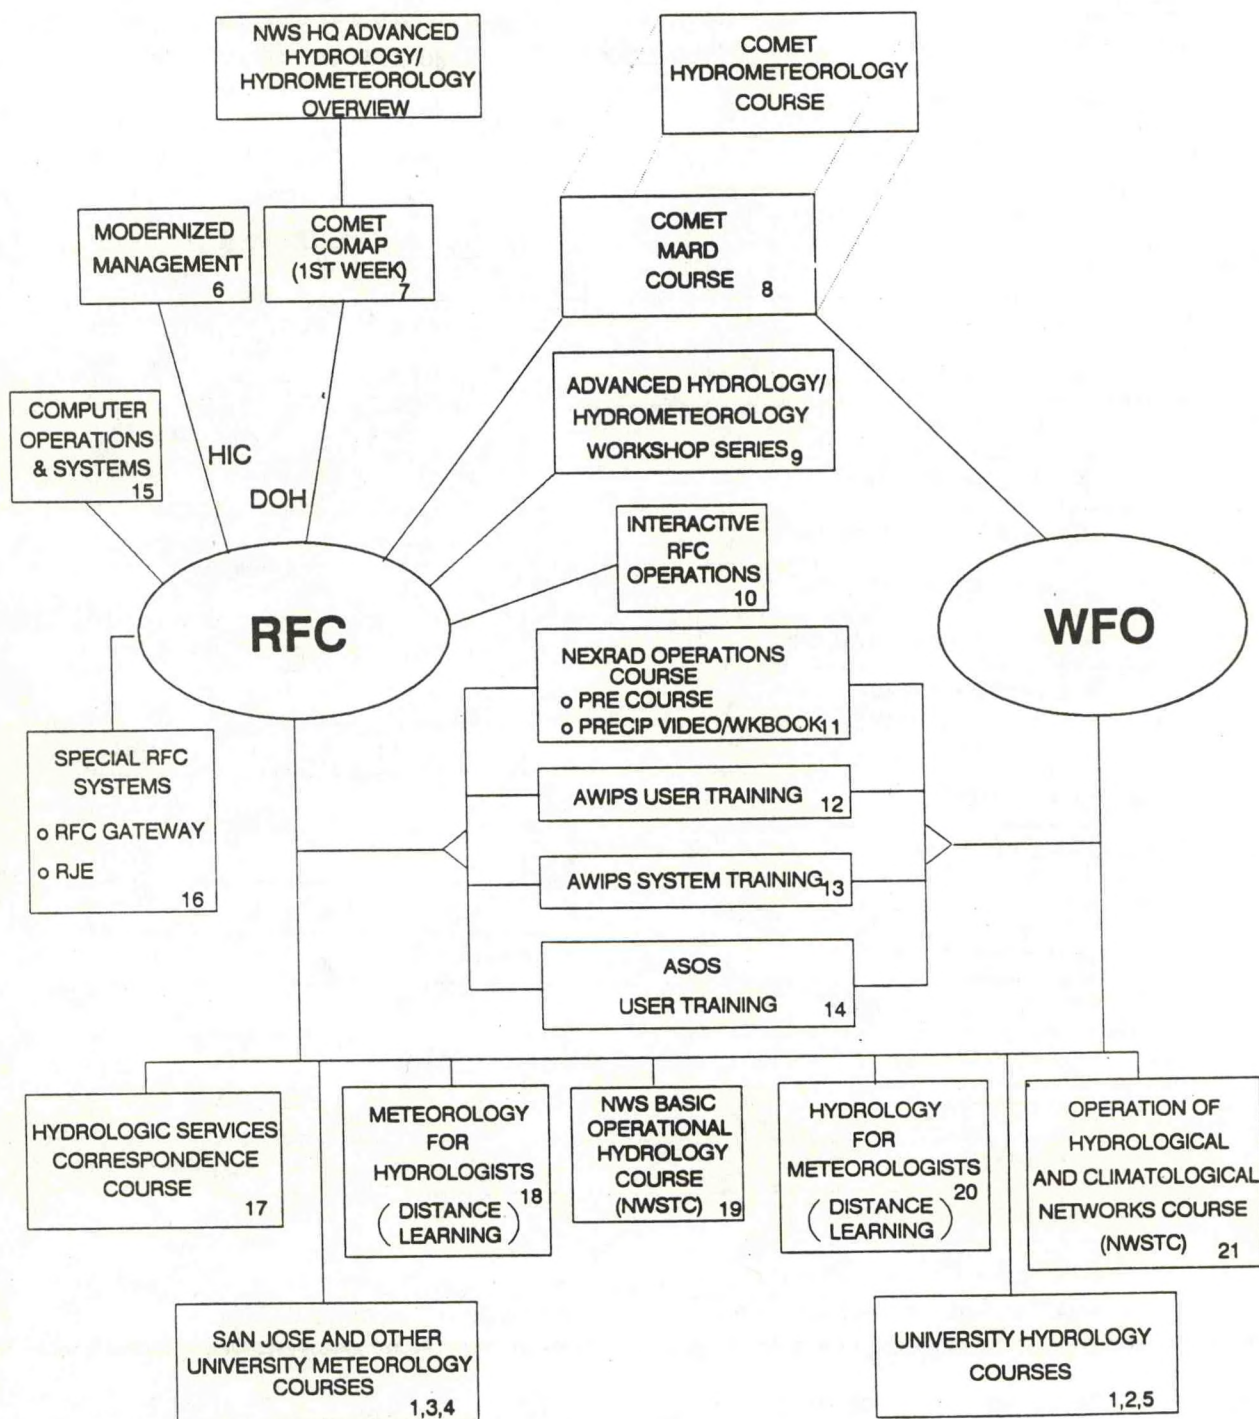 NWS HQ ADVANCED
HYDROLOGY/
HYDROMETEOROLOGY
OVERVIEW
COMET
HYDROMETEOROLOGY
COURSE
MODERNIZED
MANAGEMENT
6
COMET
COMAP
(1ST WEEK)
7
COMET
MARD
COURSE
8
COMPUTER
OPERATIONS
& SYSTEMS
15
HIC
DOH
ADVANCED HYDROLOGY/
HYDROMETEOROLOGY
WORKSHOP SERIES
9
INTERACTIVE
RFC
OPERATIONS
10
RFC
WFO
NEXRAD OPERATIONS
COURSE
o PRE COURSE
o PRECIP VIDEO/WKBOOK
11
SPECIAL RFC
SYSTEMS
o RFC GATEWAY
o RJE
16
AWIPS USER TRAINING
12
AWIPS SYSTEM TRAINING
13
ASOS
USER TRAINING
14
HYDROLOGIC SERVICES
CORRESPONDENCE
COURSE
17
METEOROLOGY
FOR
HYDROLOGISTS
18
( DISTANCE
LEARNING )
NWS BASIC
OPERATIONAL
HYDROLOGY
COURSE
(NWSTC)
19
HYDROLOGY
FOR
METEOROLOGISTS
20
( DISTANCE
LEARNING )
OPERATION OF
HYDROLOGICAL
AND CLIMATOLOGICAL
NETWORKS COURSE
(NWSTC)
21
SAN JOSE AND OTHER
UNIVERSITY METEOROLOGY
COURSES
1,3,4
UNIVERSITY HYDROLOGY
COURSES
1,2,5